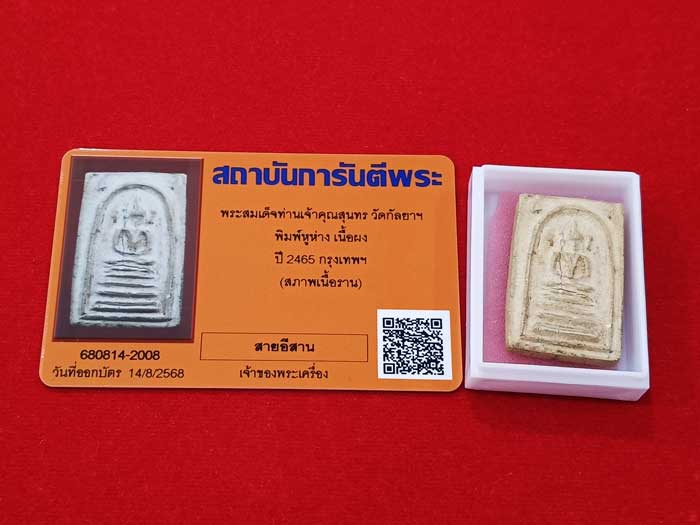 สถาบันการันตีพระ
พระสมเด็จท่านเจ้าคุณสุนทร วัดกัลยาฯ
พิมพ์หูห่าง เนื้อผง
ปี 2465 กรุงเทพฯ
(สภาพเนื้อราน)
สายอีสาน
เจ้าของพระเครื่อง
680814-2008
วันที่ออกบัตร 14/8/2568